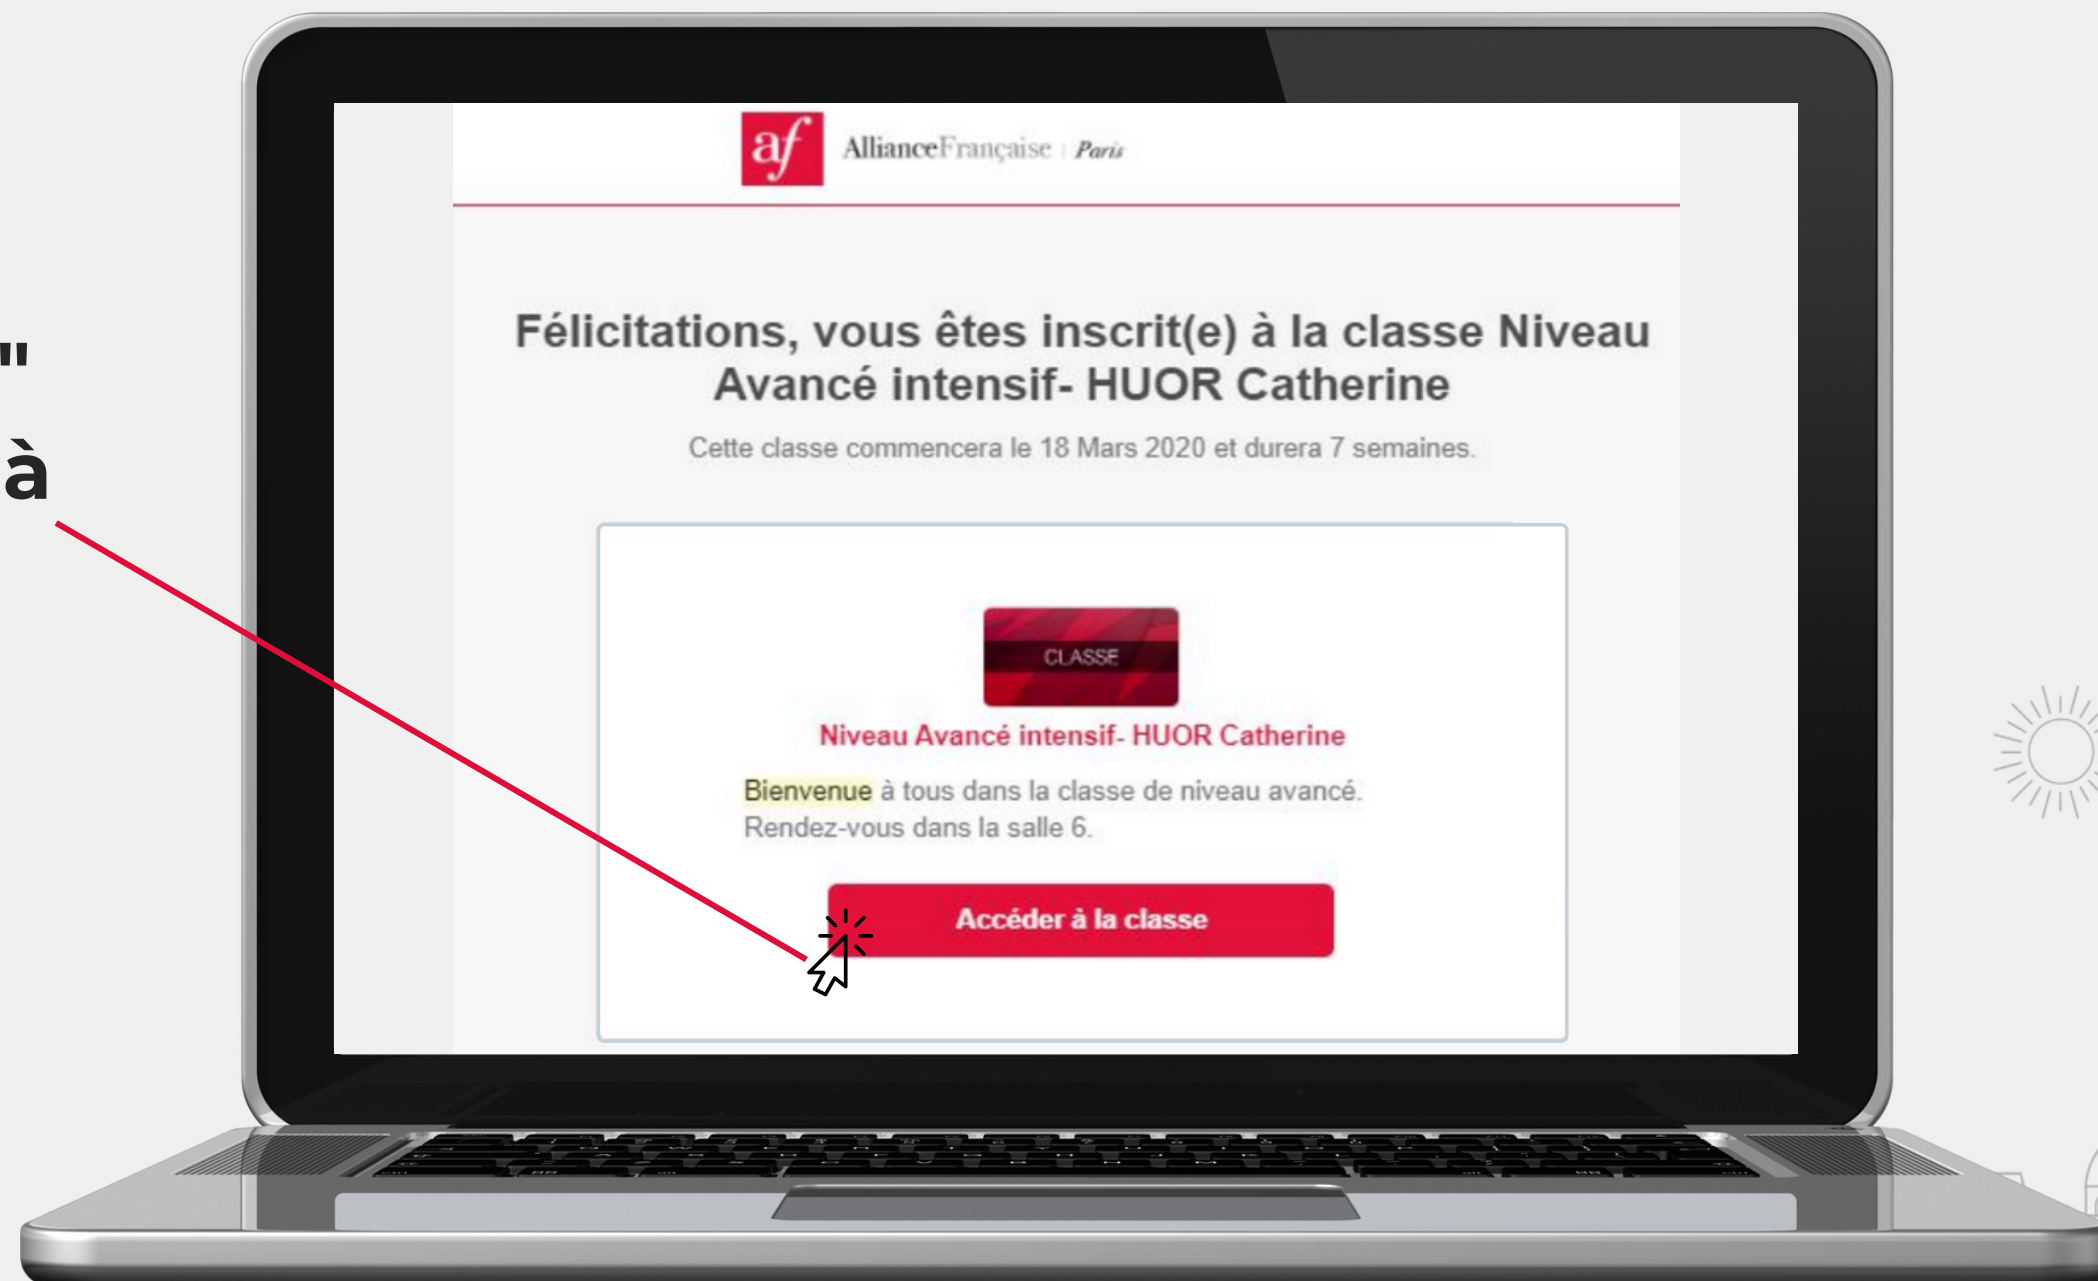 "
à
af AllianceFrançaise | Paris
Félicitations, vous êtes inscrit(e) à la classe Niveau
Avancé intensif- HUOR Catherine
Cette classe commencera le 18 Mars 2020 et durera 7 semaines.
CLASSE
Niveau Avancé intensif- HUOR Catherine
Bienvenue à tous dans la classe de niveau avancé.
Rendez-vous dans la salle 6.
Accéder à la classe